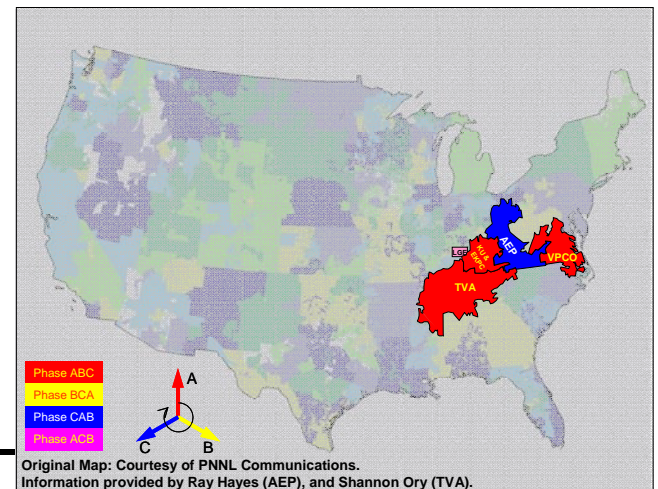 AEP
LGE
KU &
EKPC
VPCO
TVA
Phase ABC
Phase BCA
Phase CAB
Phase ACB
A
C
B
Original Map: Courtesy of PNNL Communications.
Information provided by Ray Hayes (AEP), and Shannon Ory (TVA).